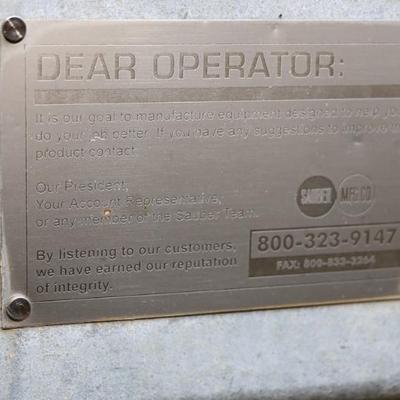 DEAR OPERATOR:
It is our goal to manufacture equipment designed to help you
do your job better. If you have any suggestions to improve the
product contact:
Our President,
Your Account Representative,
or any member of the Sauber Team.
SAUBER MFG CO
By listening to our customers,
we have earned our reputation
of integrity.
800-323-9147
FAX: 800-833-3264